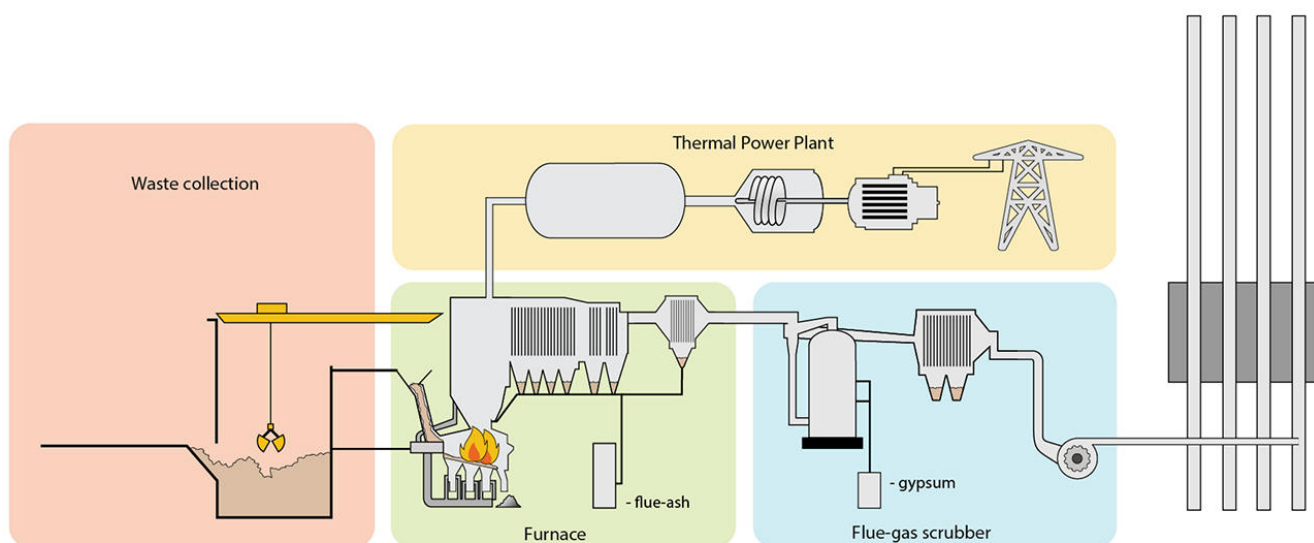 Thermal Power Plant
Waste collection
- flue-ash
- gypsum
Furnace
Flue-gas scrubber